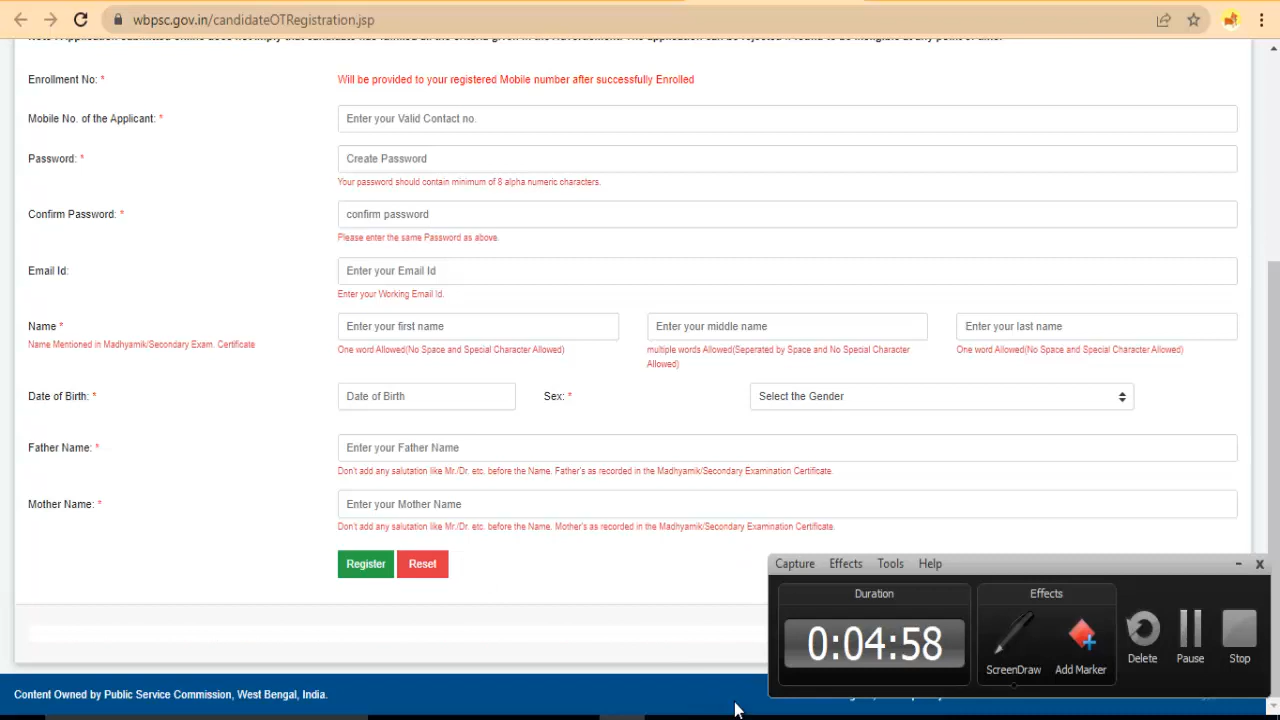 wbpsc.gov.in/candidateOTRegistration.jsp
Enrollment No: *
Will be provided to your registered Mobile number after successfully Enrolled
Mobile No. of the Applicant: *
Enter your Valid Contact no.
Password: *
Create Password
Your password should contain minimum of 8 alpha numeric characters.
Confirm Password: *
confirm password
Please enter the same Password as above.
Email Id:
Enter your Email Id
Enter your Working Email Id.
Name *
Enter your first name
Enter your middle name
Enter your last name
Name Mentioned in Madhyamik/Secondary Exam. Certificate
One word Allowed(No Space and Special Character Allowed)
multiple words Allowed(Seperated by Space and No Special Character
Allowed)
One word Allowed(No Space and Special Character Allowed)
Date of Birth: *
Date of Birth
Sex: *
Select the Gender
Father Name: *
Enter your Father Name
Don't add any salutation like Mr./Dr. etc. before the Name. Father's as recorded in the Madhyamik/Secondary Examination Certificate.
Mother Name: *
Enter your Mother Name
Don't add any salutation like Mr./Dr. etc. before the Name. Mother's as recorded in the Madhyamik/Secondary Examination Certificate.
Register
Reset
Capture
Effects
Tools
Help
Duration
Effects
0:04:58
ScreenDraw
Add Marker
Delete
Pause
Stop
Content Owned by Public Service Commission, West Bengal, India.